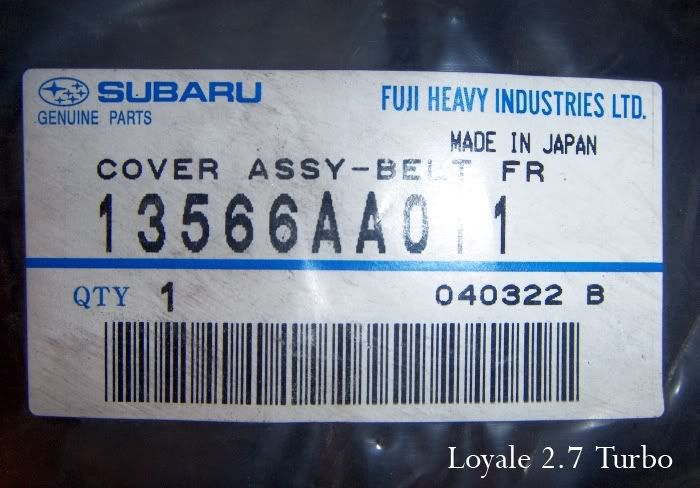 SUBARU FUJI HEAVY INDUSTRIES LTD.
GENUINE PARTS
MADE IN JAPAN
COVER ASSY-BELT FR
13566AA011
QTY 1 040322 B
Loyale 2.7 Turbo